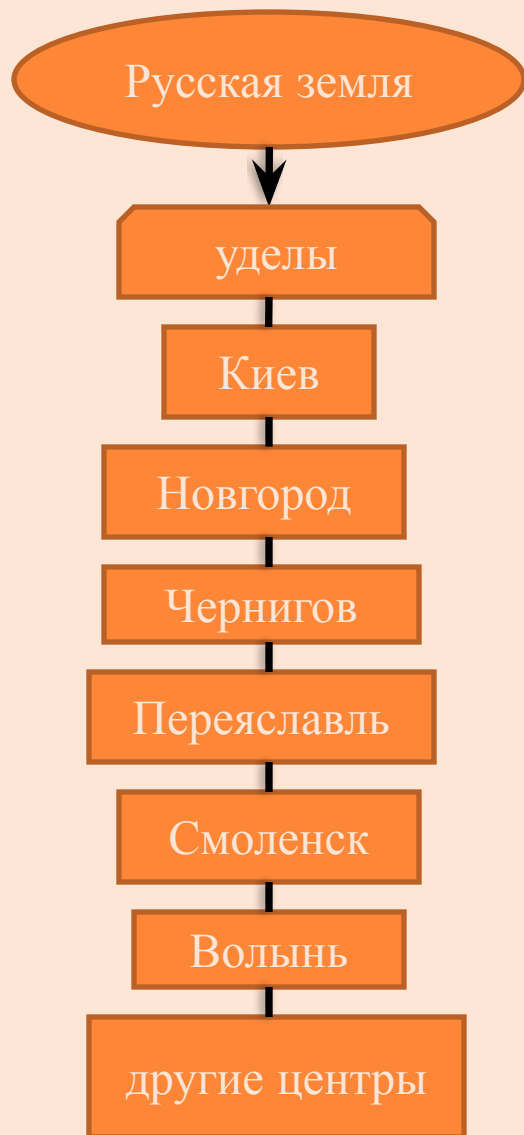 Русская земля
уделы
Киев
Новгород
Чернигов
Переяславль
Смоленск
Волынь
другие центры